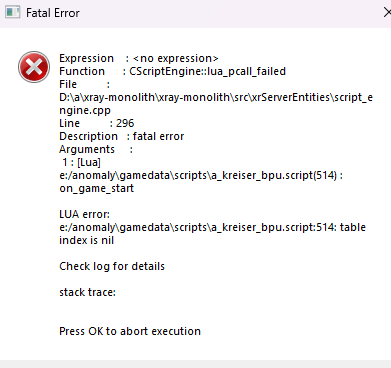 Fatal Error
Expression : <no expression>
Function : CScriptEngine::lua_pcall_failed
File :
D:\a\xray-monolith\xray-monolith\src\xrServerEntities\script_e
ngine.cpp
Line : 296
Description : fatal error
Arguments :
1 : [Lua]
e:/anomaly\gamedata\scripts\a_kreiser_bpu.script(514) :
on_game_start
LUA error:
e:/anomaly\gamedata\scripts\a_kreiser_bpu.script:514: table
index is nil
Check log for details
stack trace:
Press OK to abort execution